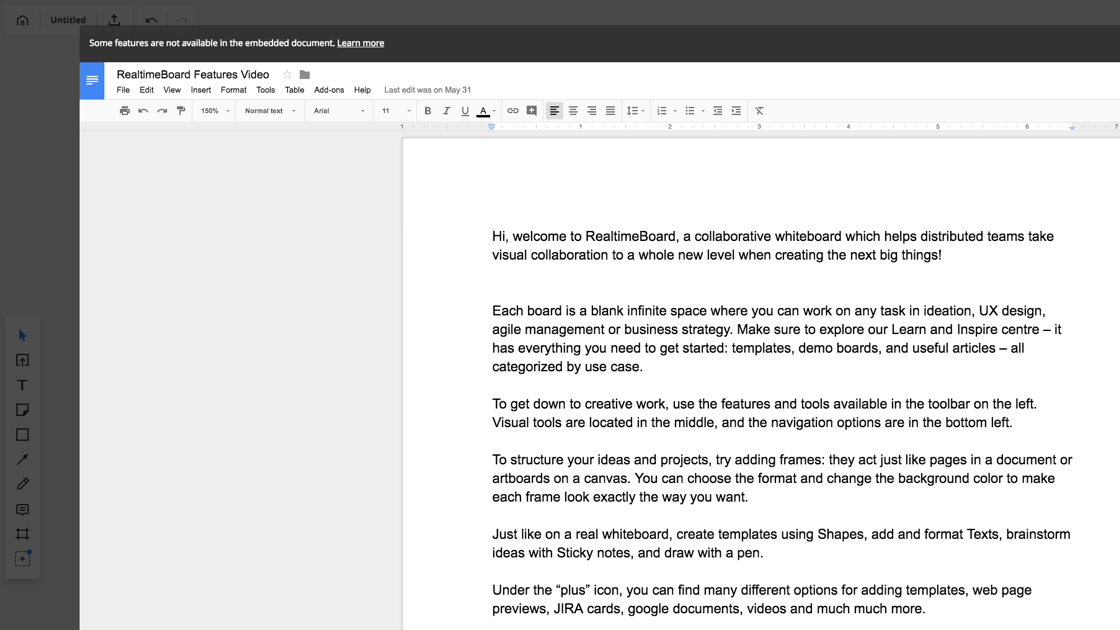 Untitled
Some features are not available in the embedded document. Learn more
RealtimeBoard Features Video
File Edit View Insert Format Tools Table Add-ons Help Last edit was on May 31
150% Normal text Arial 11 B I U A
1 1 2 3 4 5 6 7
Hi, welcome to RealtimeBoard, a collaborative whiteboard which helps distributed teams take
visual collaboration to a whole new level when creating the next big things!
Each board is a blank infinite space where you can work on any task in ideation, UX design,
agile management or business strategy. Make sure to explore our Learn and Inspire centre – it
has everything you need to get started: templates, demo boards, and useful articles – all
categorized by use case.
To get down to creative work, use the features and tools available in the toolbar on the left.
Visual tools are located in the middle, and the navigation options are in the bottom left.
To structure your ideas and projects, try adding frames: they act just like pages in a document or
artboards on a canvas. You can choose the format and change the background color to make
each frame look exactly the way you want.
Just like on a real whiteboard, create templates using Shapes, add and format Texts, brainstorm
ideas with Sticky notes, and draw with a pen.
Under the “plus” icon, you can find many different options for adding templates, web page
previews, JIRA cards, google documents, videos and much much more.